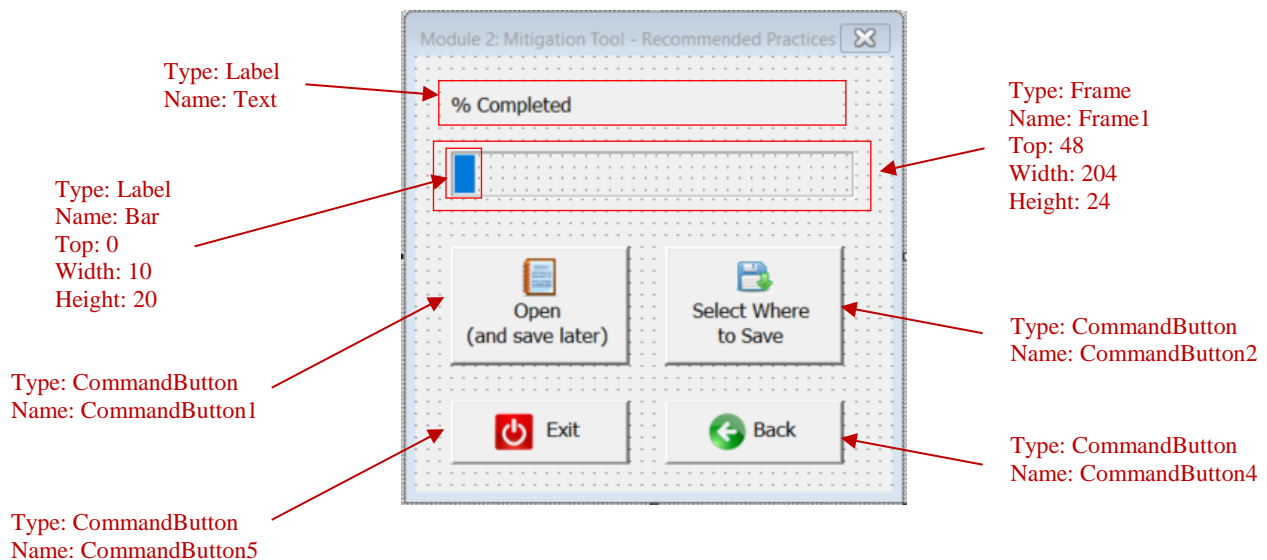 Module 2: Mitigation Tool - Recommended Practices
Type: Label
Name: Text
% Completed
Type: Frame
Name: Frame1
Top: 48
Width: 204
Height: 24
Type: Label
Name: Bar
Top: 0
Width: 10
Height: 20
Open
(and save later)
Select Where
to Save
Type: CommandButton
Name: CommandButton2
Type: CommandButton
Name: CommandButton1
Exit
Back
Type: CommandButton
Name: CommandButton4
Type: CommandButton
Name: CommandButton5